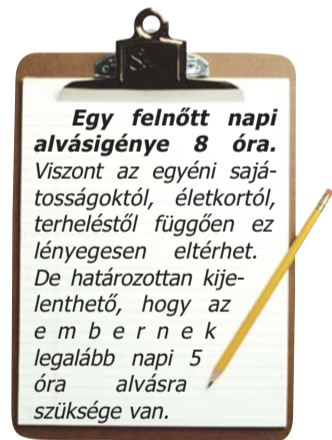 Egy felnőtt napi
alvásigénye 8 óra.
Viszont az egyéni sajá-
tosságoktól, életkortól,
terheléstől függően ez
lényegesen eltérhet.
De határozottan kije-
lenthető, hogy az
e m b e r n e k
legalább napi 5
óra alvásra
szüksége van.